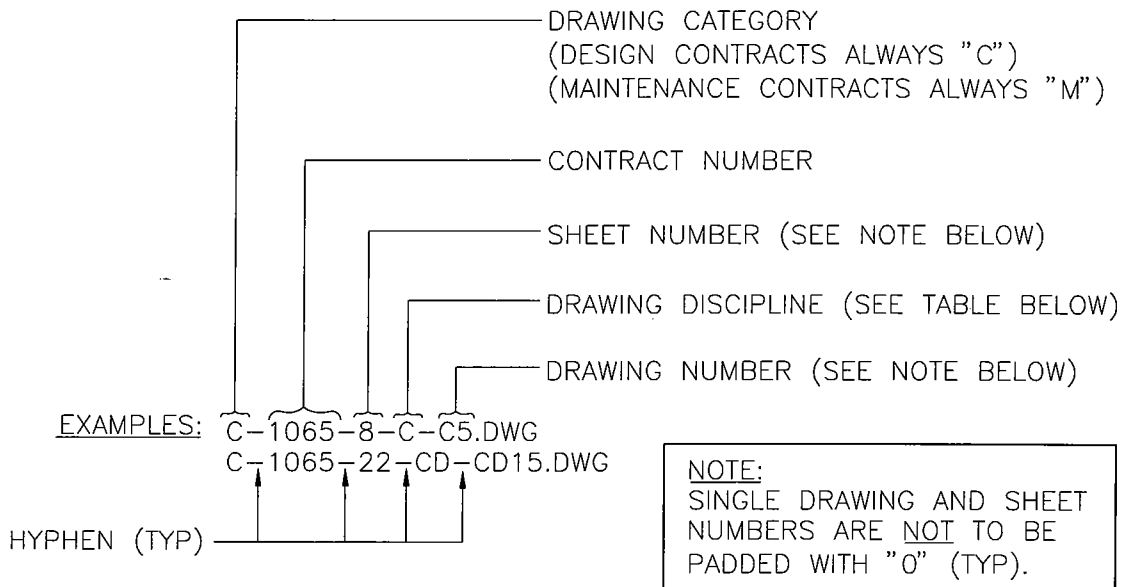 DRAWING CATEGORY
(DESIGN CONTRACTS ALWAYS "C")
(MAINTENANCE CONTRACTS ALWAYS "M")
CONTRACT NUMBER
SHEET NUMBER (SEE NOTE BELOW)
DRAWING DISCIPLINE (SEE TABLE BELOW)
DRAWING NUMBER (SEE NOTE BELOW)
EXAMPLES: C-1065-8-C-C5.DWG
C-1065-22-CD-CD15.DWG
HYPHEN (TYP)
NOTE:
SINGLE DRAWING AND SHEET
NUMBERS ARE NOT TO BE
PADDED WITH "0" (TYP).